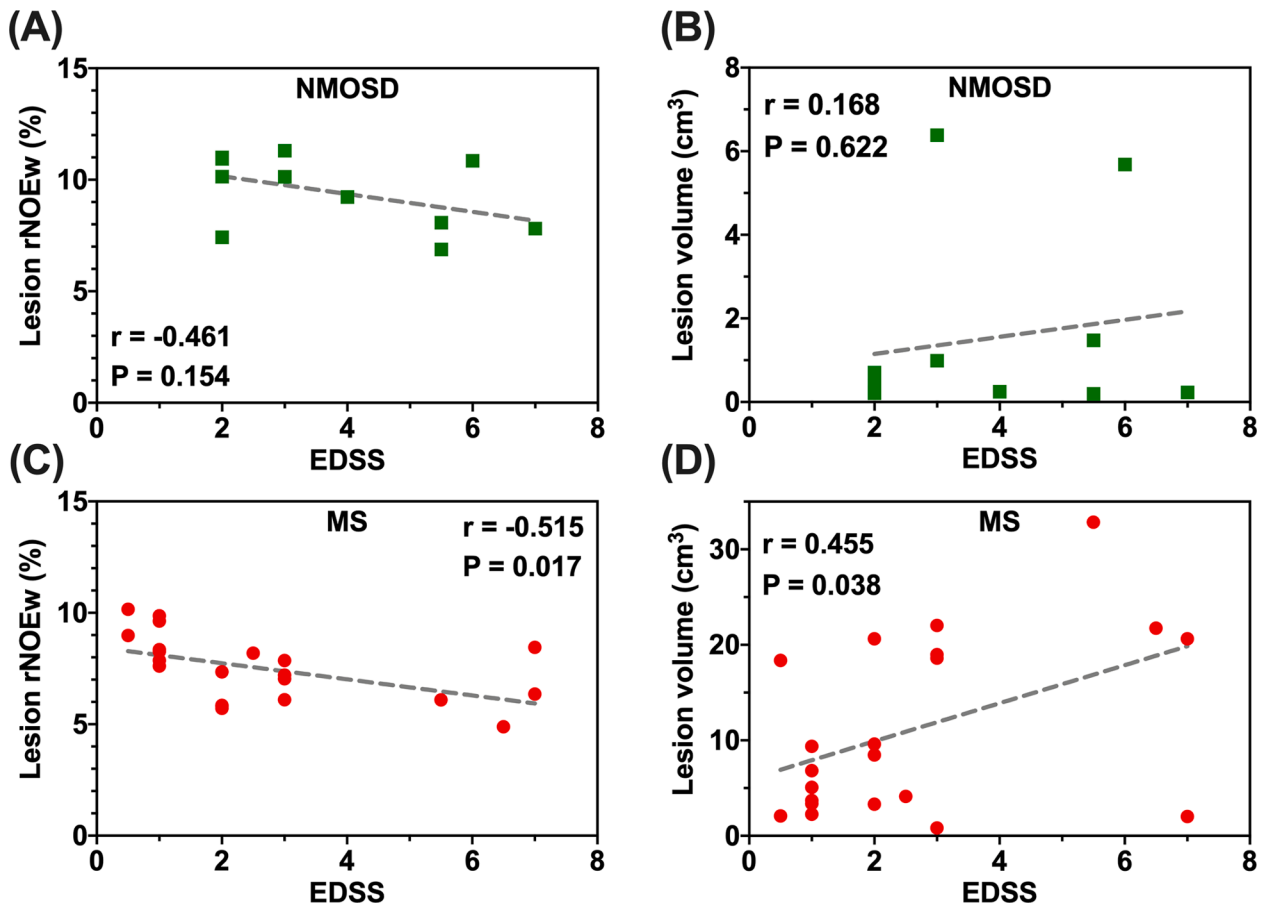 (A)
NMOSD
Lesion rNOEw (%)
15
10
5
0
r = -0.461
P = 0.154
0 2 4 6 8
EDSS
(B)
NMOSD
Lesion volume (cm³)
8
6
4
2
0
r = 0.168
P = 0.622
0 2 4 6 8
EDSS
(C)
MS
Lesion rNOEw (%)
15
10
5
0
r = -0.515
P = 0.017
0 2 4 6 8
EDSS
(D)
MS
Lesion volume (cm³)
30
20
10
0
r = 0.455
P = 0.038
0 2 4 6 8
EDSS